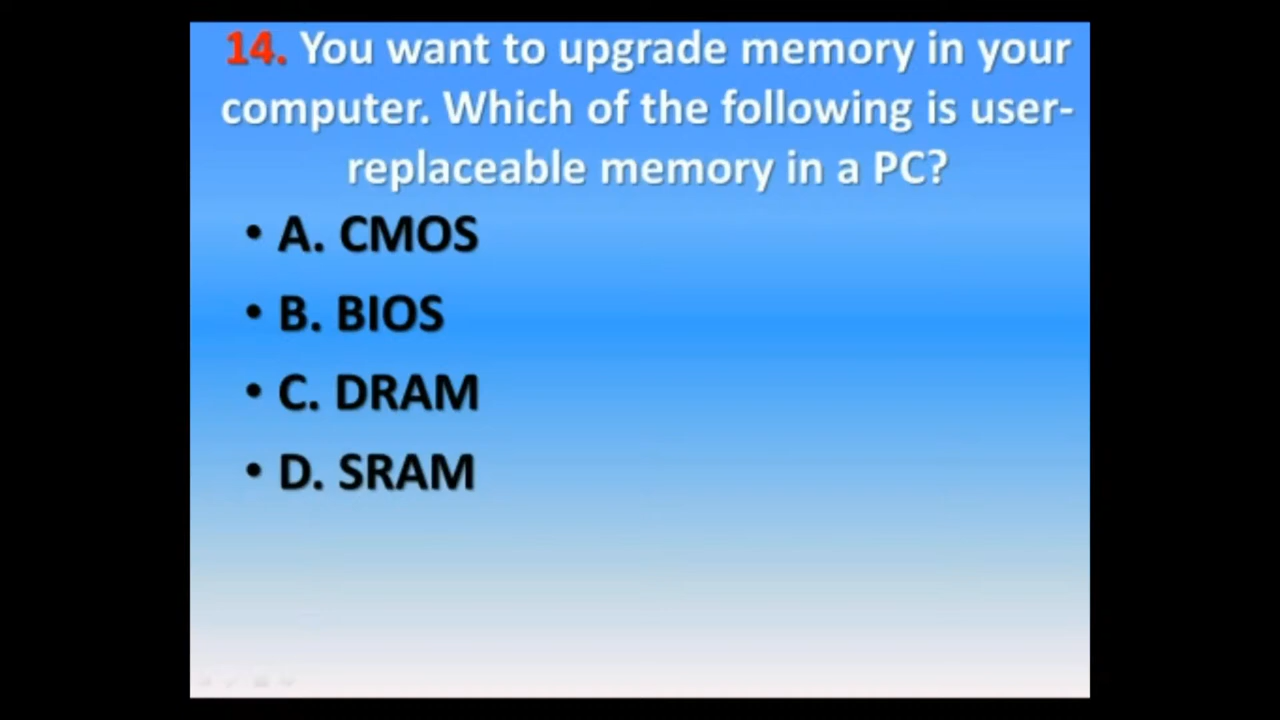 14. You want to upgrade memory in your
computer. Which of the following is user-
replaceable memory in a PC?
• A. CMOS
• B. BIOS
• C. DRAM
• D. SRAM